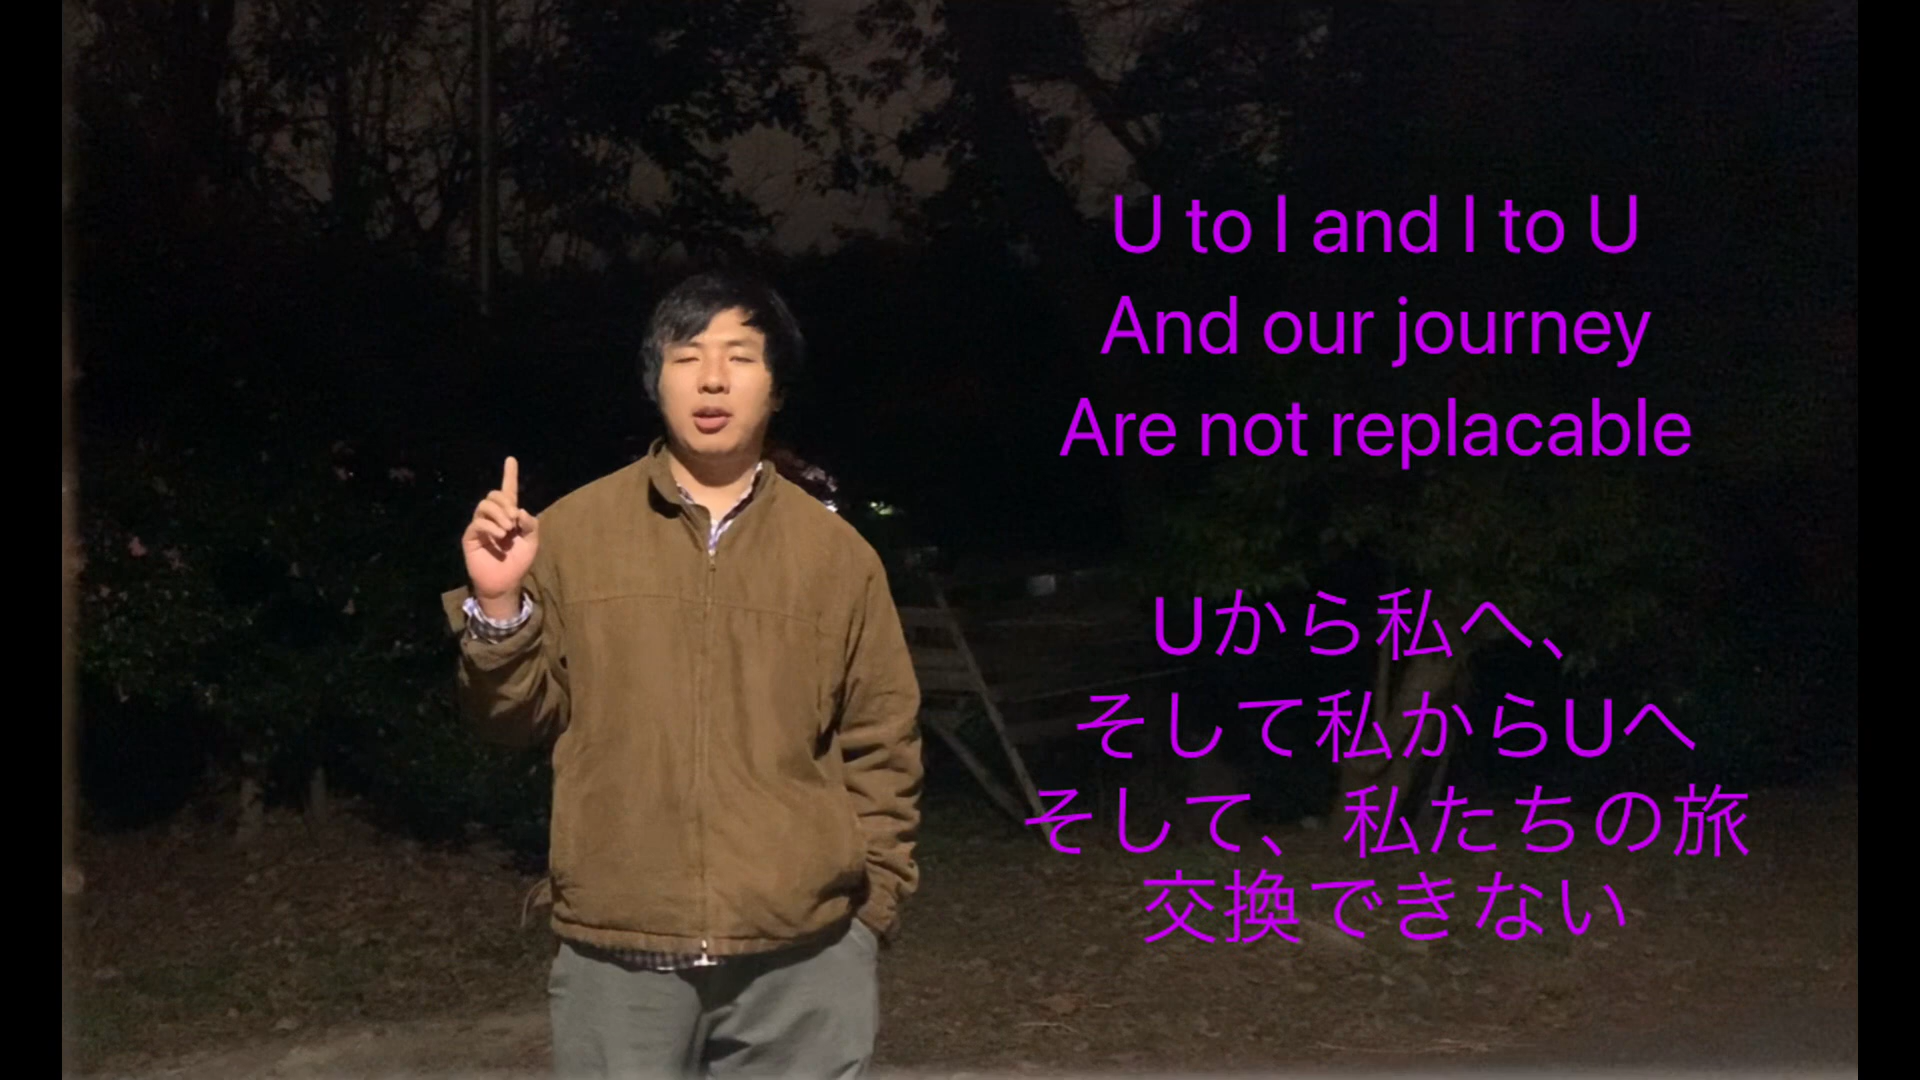 U to I and I to U
And our journey
Are not replacable
Uから私へ、
そして私からUへ
そして、私たちの旅
交換できない